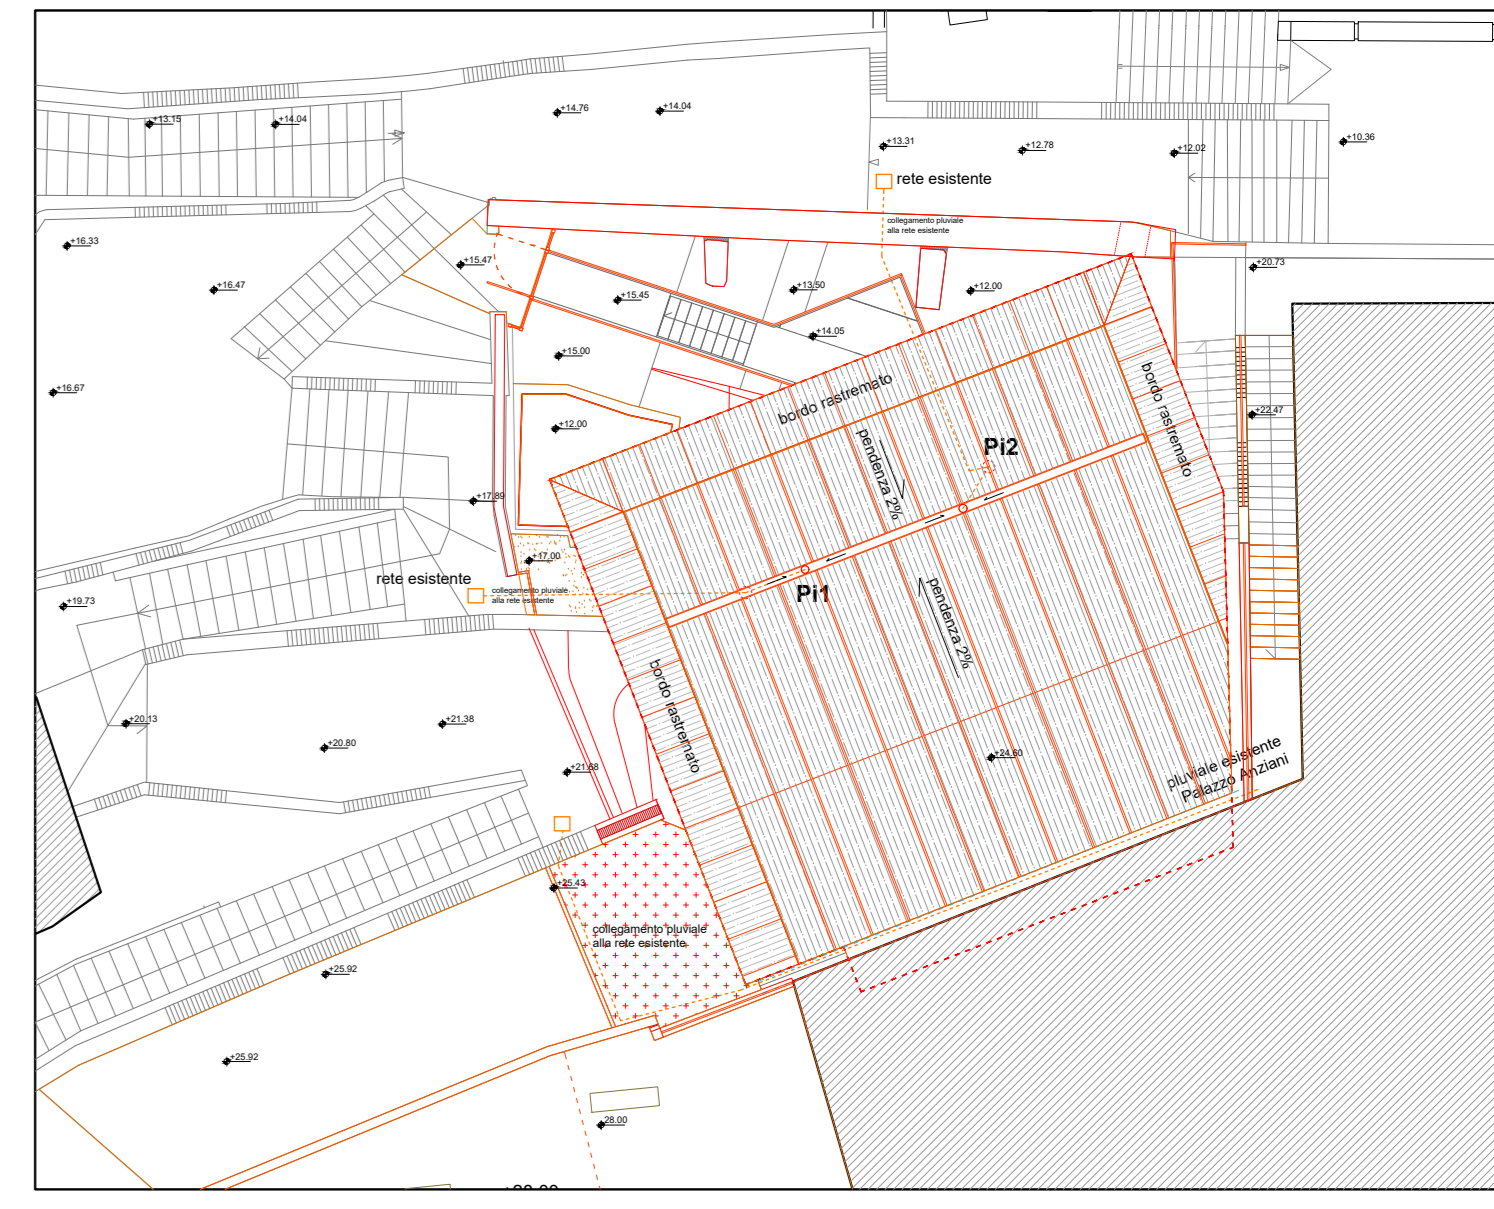 +14.76
+14.04
+13.15
+14.04
+13.31
+12.78
+12.02
+10.36
rete esistente
collegamento pluviale
alla rete esistente
+16.33
+15.47
+20.73
+16.47
+15.45
+13.50
+12.00
+14.05
+15.00
bordo rastremato
bordo rastremato
+16.67
+22.47
+12.00
pendenza 2%
Pi2
+17.89
+17.00
rete esistente
collegamento pluviale
alla rete esistente
Pi1
pendenza 2%
+19.73
bordo rastremato
+20.13
+21.38
+20.80
+24.60
+21.68
pluviale esistente
Palazzo Anziani
+25.43
collegamento pluviale
alla rete esistente
+25.92
+25.92
+28.00